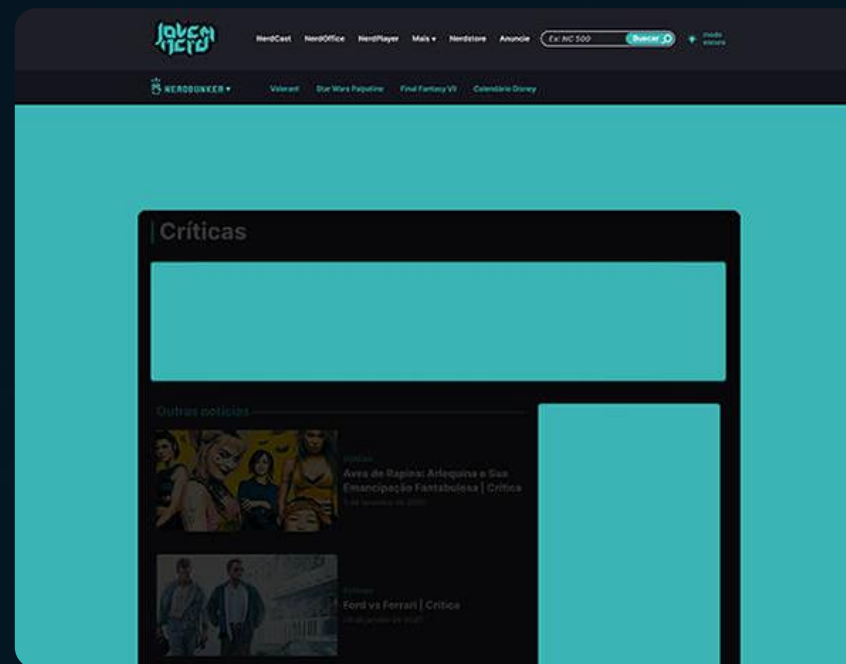 JOVEM NERD
NerdCast NerdOffice NerdPlayer Mais ▾ Nerdstore Anuncie Ex: NC 500 Buscar modo escuro
NERDBUNKER ▾ Valorant Star Wars Palpatine Final Fantasy VII Calendário Disney
Críticas
Outras notícias
Aves de Rapina: Arlequina e Sua
Emancipação Fantabulosa | Crítica
Ford vs Ferrari | Crítica